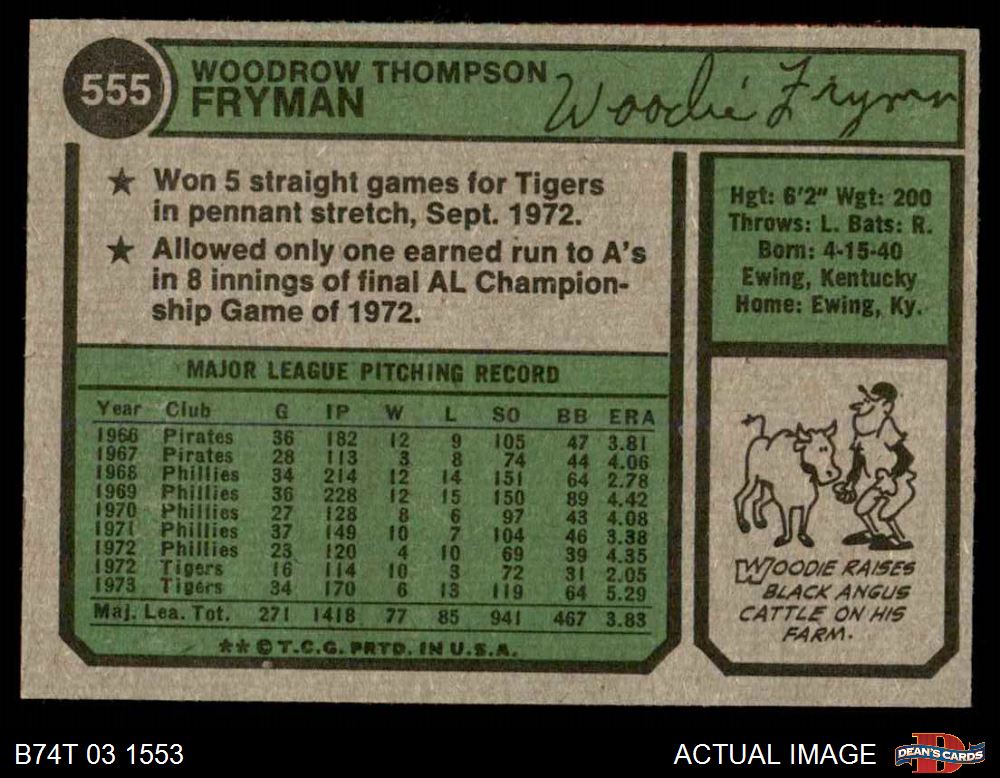 555
WOODROW THOMPSON
FRYMAN
Woodie Fryman
★ Won 5 straight games for Tigers
in pennant stretch, Sept. 1972.
★ Allowed only one earned run to A's
in 8 innings of final AL Champion-
ship Game of 1972.
Hgt: 6'2" Wgt: 200
Throws: L. Bats: R.
Born: 4-15-40
Ewing, Kentucky
Home: Ewing, Ky.
MAJOR LEAGUE PITCHING RECORD
Year Club G IP W L SO BB ERA
1966 Pirates 36 182 12 9 105 47 3.81
1967 Pirates 28 113 3 8 74 44 4.06
1968 Phillies 34 214 12 14 151 64 2.78
1969 Phillies 36 228 12 15 150 89 4.42
1970 Phillies 27 128 8 6 97 43 4.08
1971 Phillies 37 149 10 7 104 46 3.38
1972 Phillies 23 120 4 10 69 39 4.35
1972 Tigers 16 114 10 3 72 31 2.05
1973 Tigers 34 170 6 13 119 64 5.29
Maj. Lea. Tot. 271 1418 77 85 941 467 3.83
** © T.C.G. PRTD. IN U.S.A.
WOODIE RAISES
BLACK ANGUS
CATTLE ON HIS
FARM.
B74T 03 1553
ACTUAL IMAGE
DEAN'S CARDS